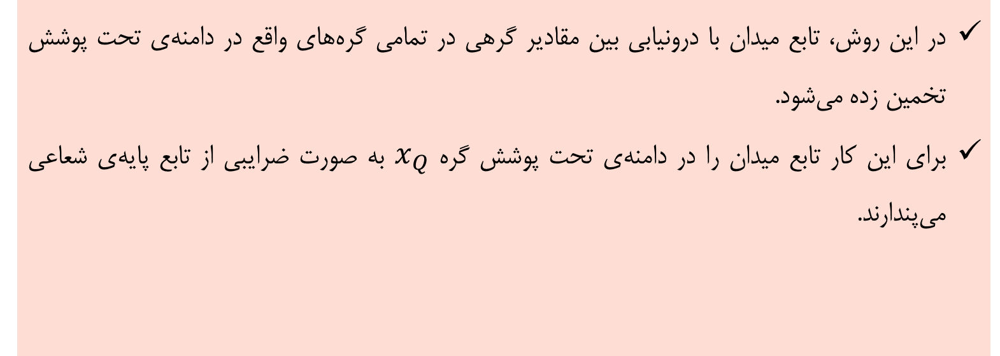 ✓ در این روش، تابع میدان با درونیابی بین مقادیر گرهی در تمامی گره‌های واقع در دامنه‌ی تحت پوشش
تخمین زده می‌شود.
✓ برای این کار تابع میدان را در دامنه‌ی تحت پوشش گره x_Q به صورت ضرایبی از تابع پایه‌ی شعاعی
می‌پندارند.